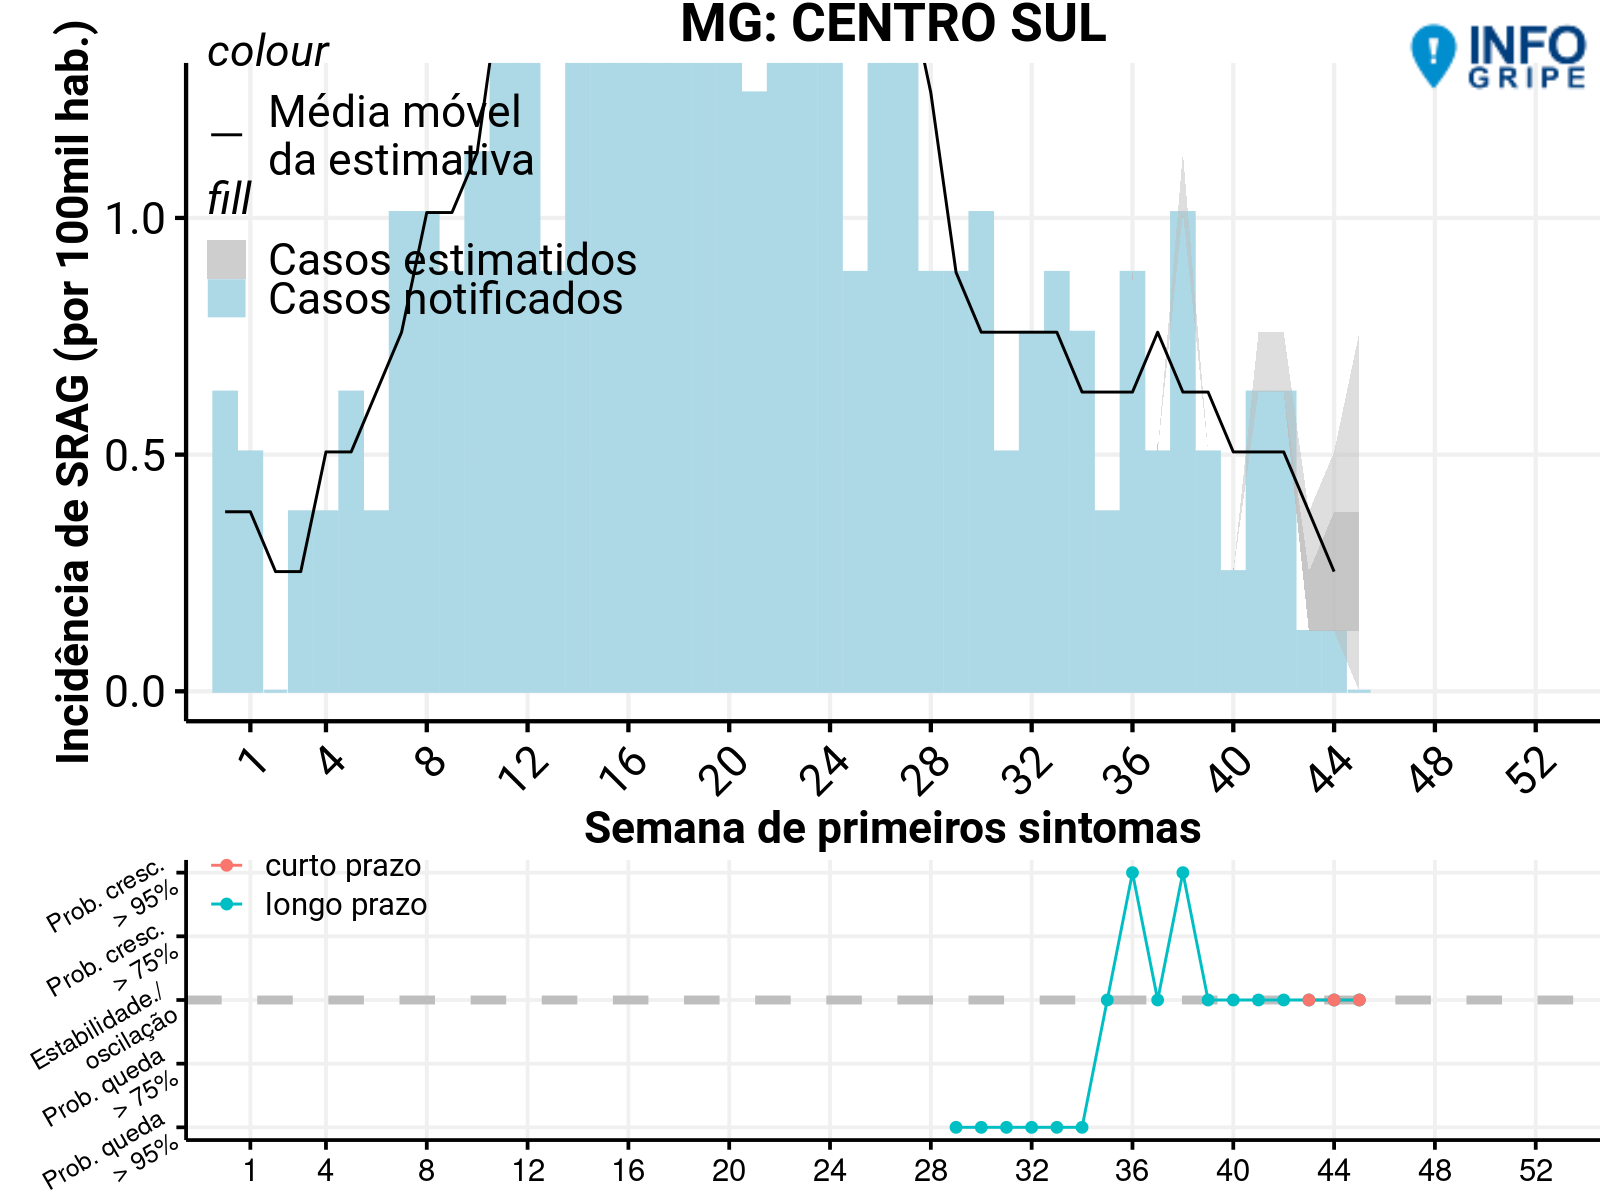 MG: CENTRO SUL
INFO
GRIPE
Incidência de SRAG (por 100mil hab.)
colour
Média móvel
da estimativa
fill
Casos estimatidos
Casos notificados
1.0
0.5
0.0
1 4 8 12 16 20 24 28 32 36 40 44 48 52
Semana de primeiros sintomas
curto prazo
longo prazo
Prob. cresc.
> 95%
Prob. cresc.
> 75%
Estabilidade./
oscilação
Prob. queda
> 75%
Prob. queda
> 95%
1 4 8 12 16 20 24 28 32 36 40 44 48 52